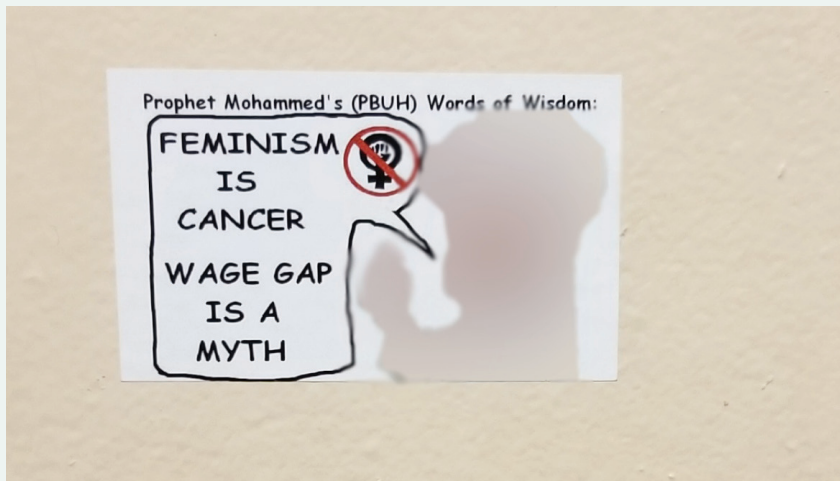 Prophet Mohammed's (PBUH) Words of Wisdom:
FEMINISM
IS
CANCER
WAGE GAP
IS A
MYTH